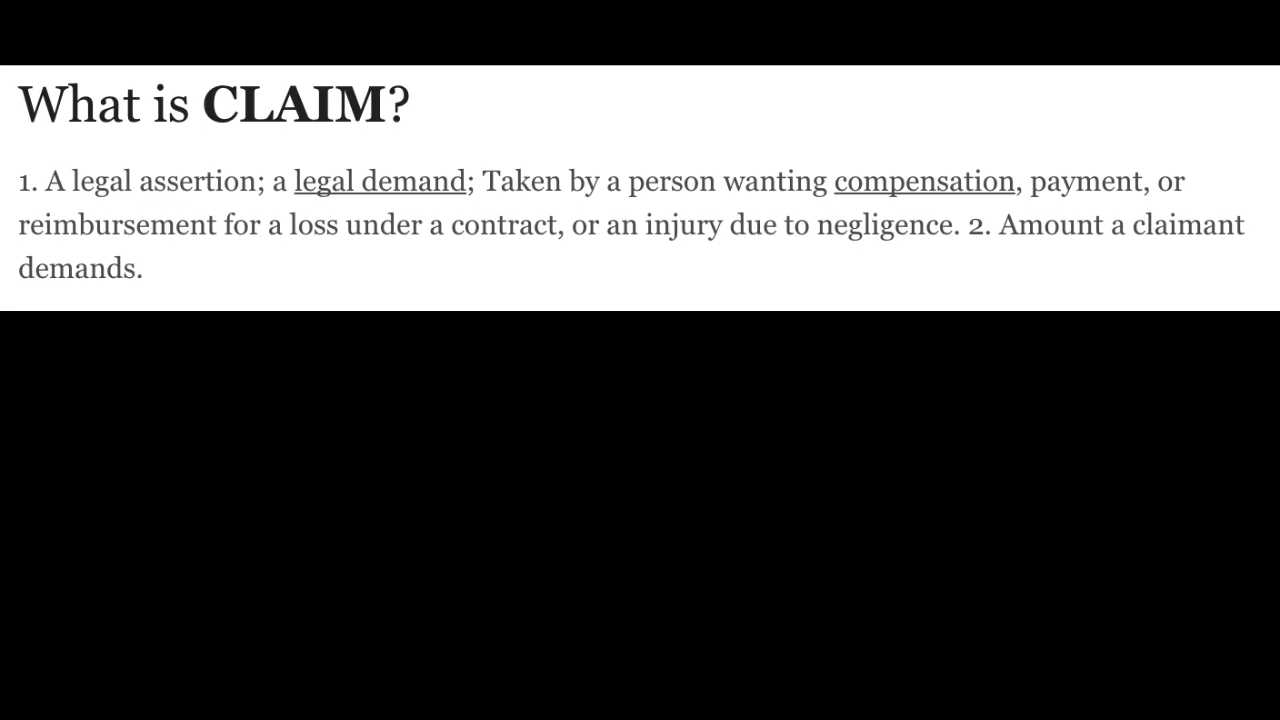 What is CLAIM?
1. A legal assertion; a legal demand; Taken by a person wanting compensation, payment, or
reimbursement for a loss under a contract, or an injury due to negligence. 2. Amount a claimant
demands.